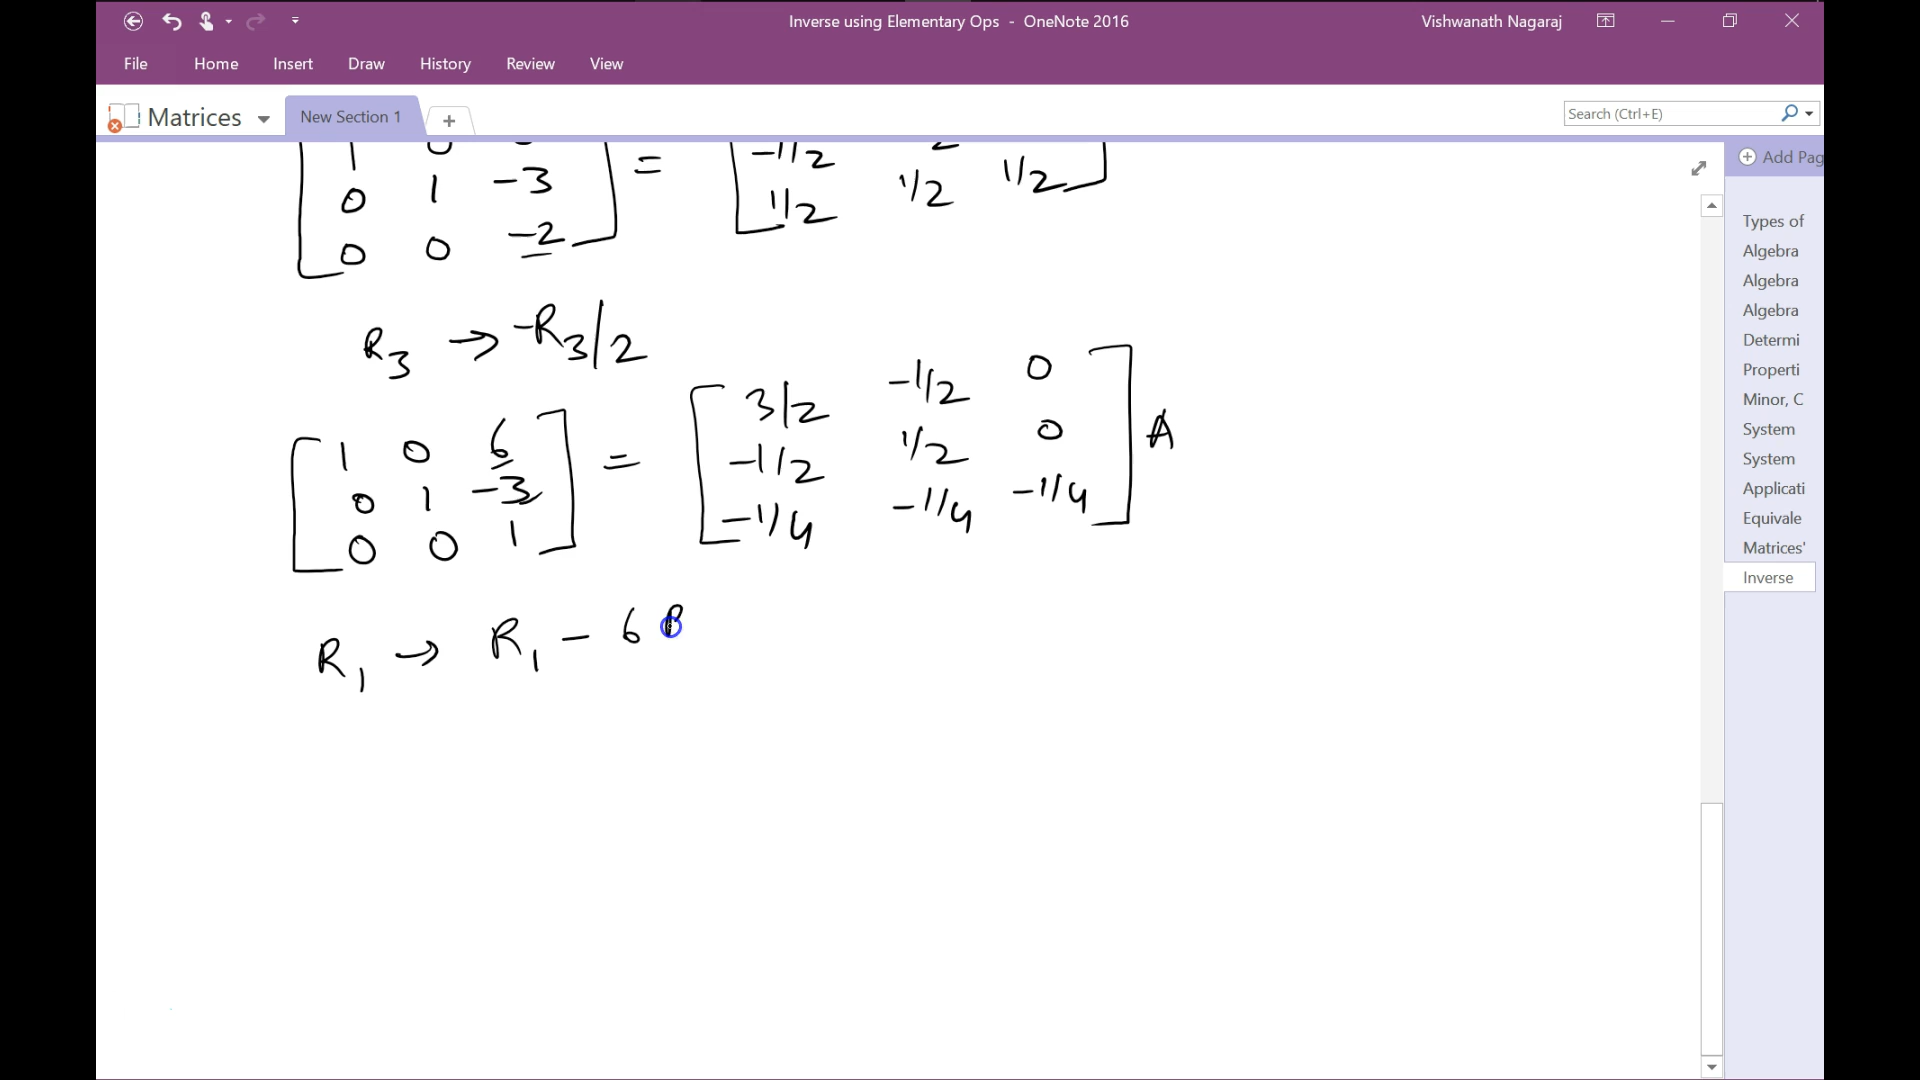 Inverse using Elementary Ops - OneNote 2016
Vishwanath Nagaraj
File Home Insert Draw History Review View
Matrices New Section 1 +
Search (Ctrl+E)
Add Pag
Types of
Algebra
Algebra
Algebra
Determi
Properti
Minor, C
System
System
Applicati
Equivale
Matrices'
Inverse
1 0 = -1/2
0 1 -3 1/2 1/2 1/2
0 0 -2
R3 → -R3/2
1 0 6 3/2 -1/2 0
0 1 -3 = -1/2 1/2 0 A
0 0 1 -1/4 -1/4 -1/4
R1 → R1 - 6